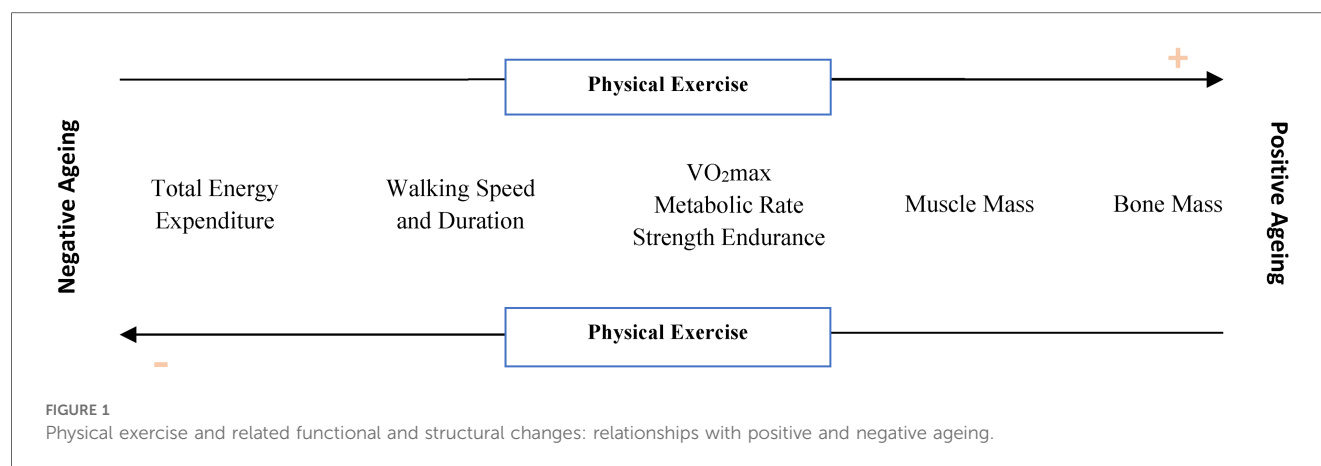 +
Physical Exercise
Negative Ageing
Total Energy
Expenditure
Walking Speed
and Duration
VO₂max
Metabolic Rate
Strength Endurance
Muscle Mass
Bone Mass
Positive Ageing
Physical Exercise
-
FIGURE 1
Physical exercise and related functional and structural changes: relationships with positive and negative ageing.